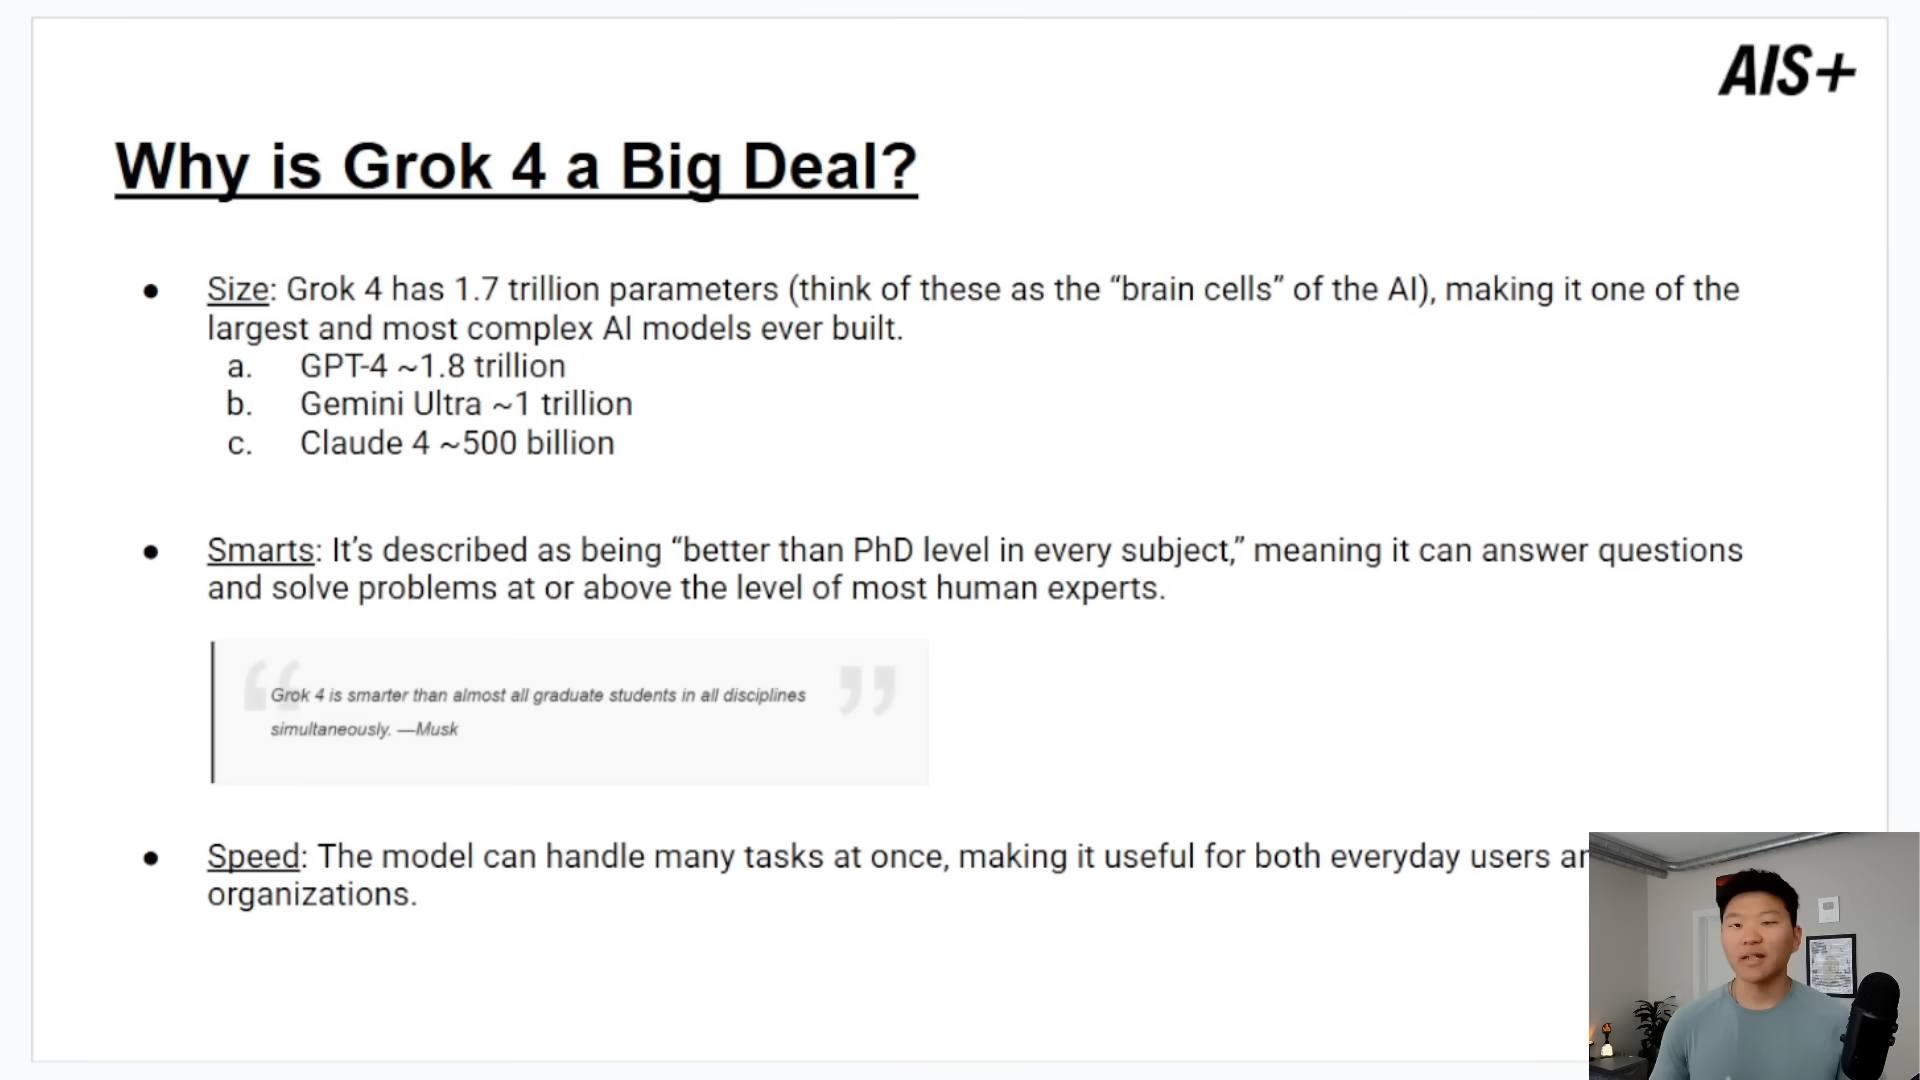 AIS+
Why is Grok 4 a Big Deal?
● Size: Grok 4 has 1.7 trillion parameters (think of these as the “brain cells” of the AI), making it one of the
largest and most complex AI models ever built.
a. GPT-4 ~1.8 trillion
b. Gemini Ultra ~1 trillion
c. Claude 4 ~500 billion
● Smarts: It’s described as being “better than PhD level in every subject,” meaning it can answer questions
and solve problems at or above the level of most human experts.
“Grok 4 is smarter than almost all graduate students in all disciplines
simultaneously. —Musk”
● Speed: The model can handle many tasks at once, making it useful for both everyday users
organizations.